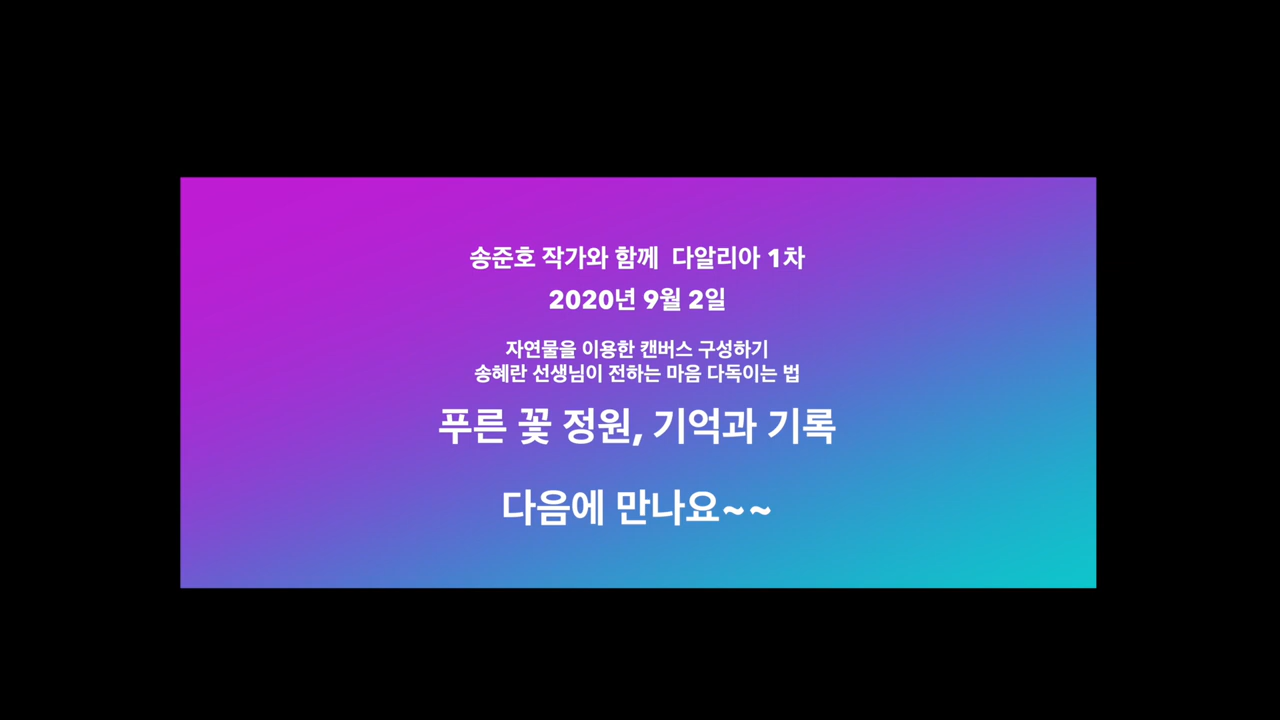 송준호 작가와 함께  다알리아 1차
2020년 9월 2일
자연물을 이용한 캔버스 구성하기
송혜란 선생님이 전하는 마음 다독이는 법
푸른 꽃 정원, 기억과 기록
다음에 만나요~~